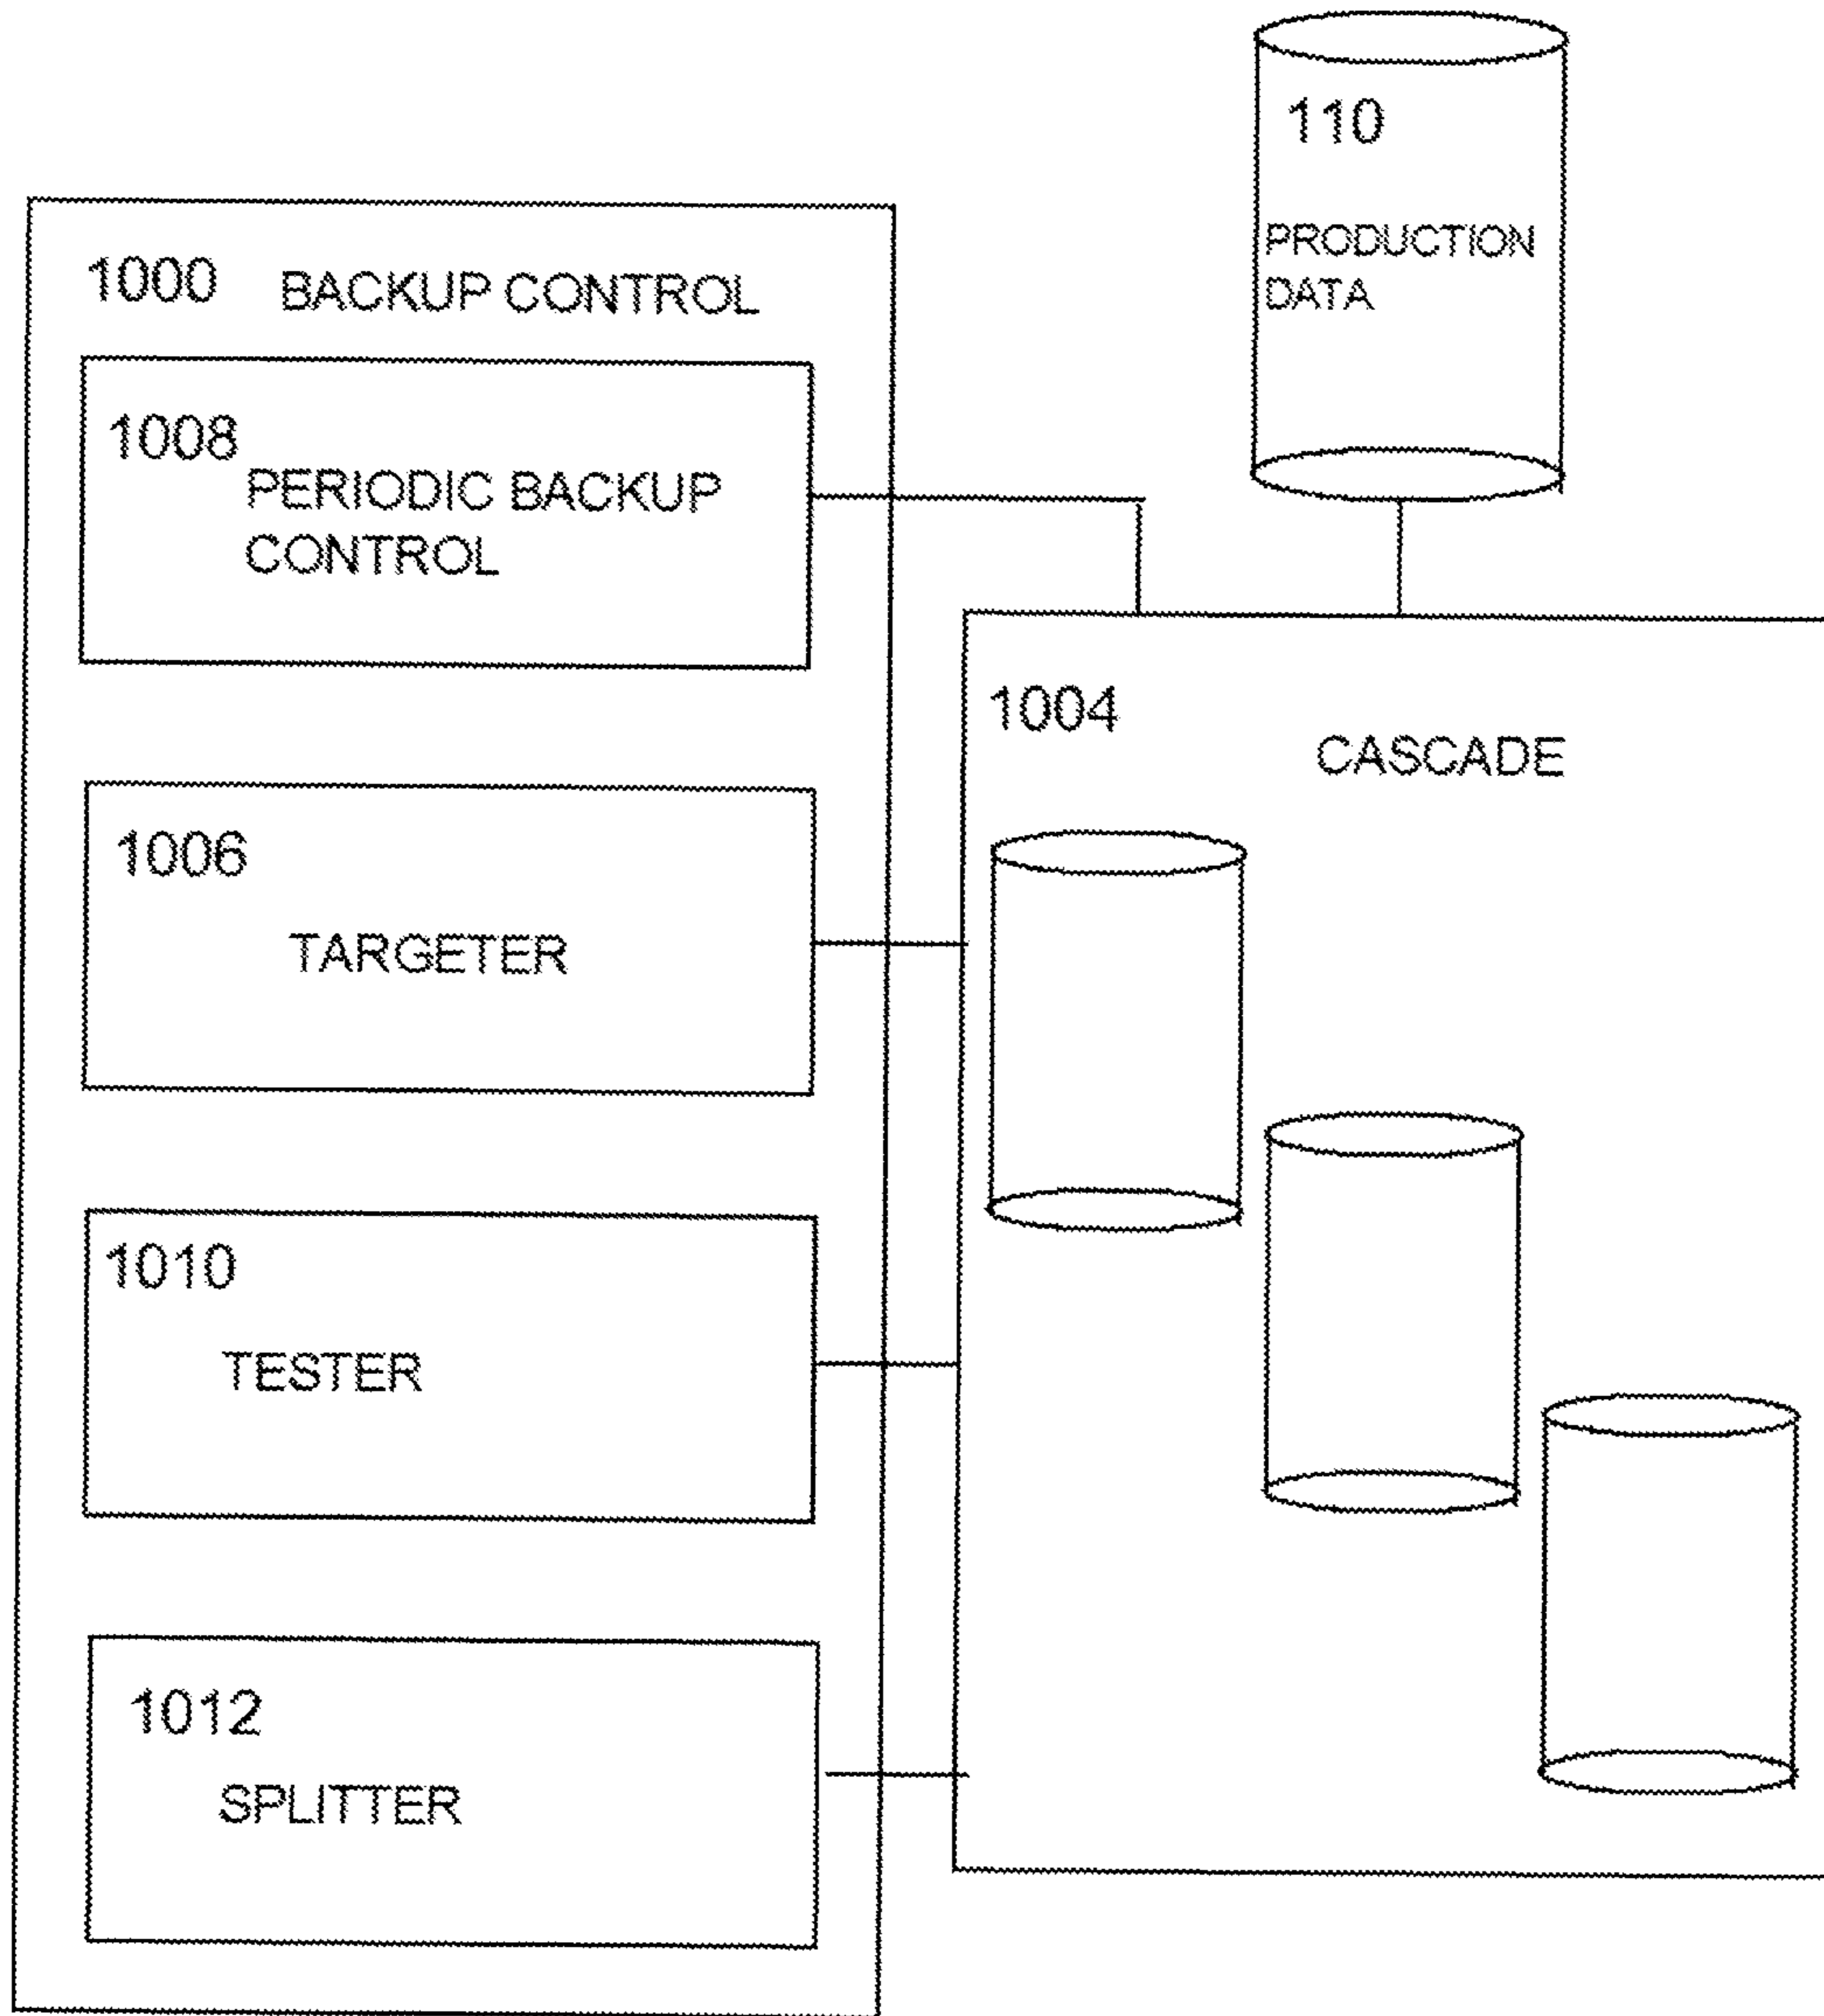 110
PRODUCTION
DATA
1000 BACKUP CONTROL
1008
PERIODIC BACKUP
CONTROL
1004
CASCADE
1006
TARGETER
1010
TESTER
1012
SPLITTER